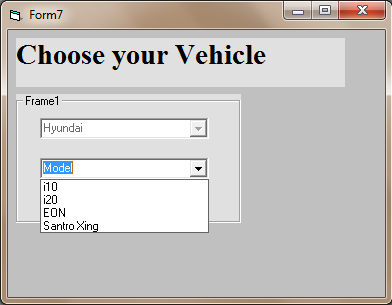 Form7
Choose your Vehicle
Frame1
Hyundai
Model
i10
i20
EON
Santro Xing